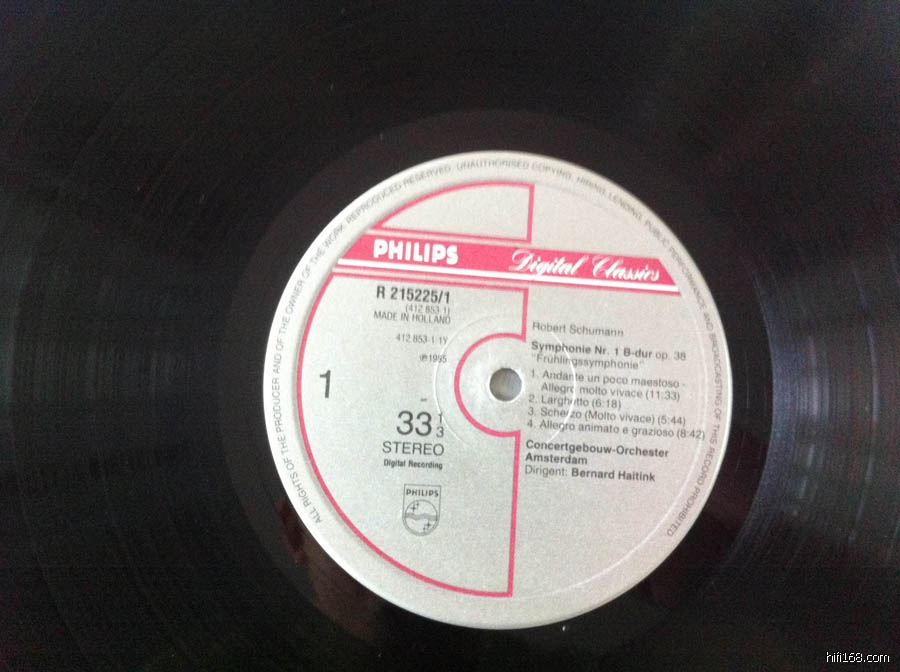 ALL RIGHTS OF THE PRODUCER AND OF THE OWNER OF THE WORK REPRODUCED RESERVED. UNAUTHORISED COPYING, HIRING, LENDING, PUBLIC PERFORMANCE AND BROADCASTING OF THIS RECORD PROHIBITED
PHILIPS
Digital Classics
R 215225/1
(412 853-1)
MADE IN HOLLAND
412 853-1 1Y
℗1985
1
33 1/3
STEREO
Digital Recording
PHILIPS
Robert Schumann
Symphonie Nr. 1 B-dur op. 38
"Frühlingssymphonie"
1. Andante un poco maestoso -
Allegro molto vivace (11:33)
2. Larghetto (6:18)
3. Scherzo (Molto vivace) (5:44)
4. Allegro animato e grazioso (8:42)
Concertgebouw-Orchester
Amsterdam
Dirigent: Bernard Haitink
hifi168.com